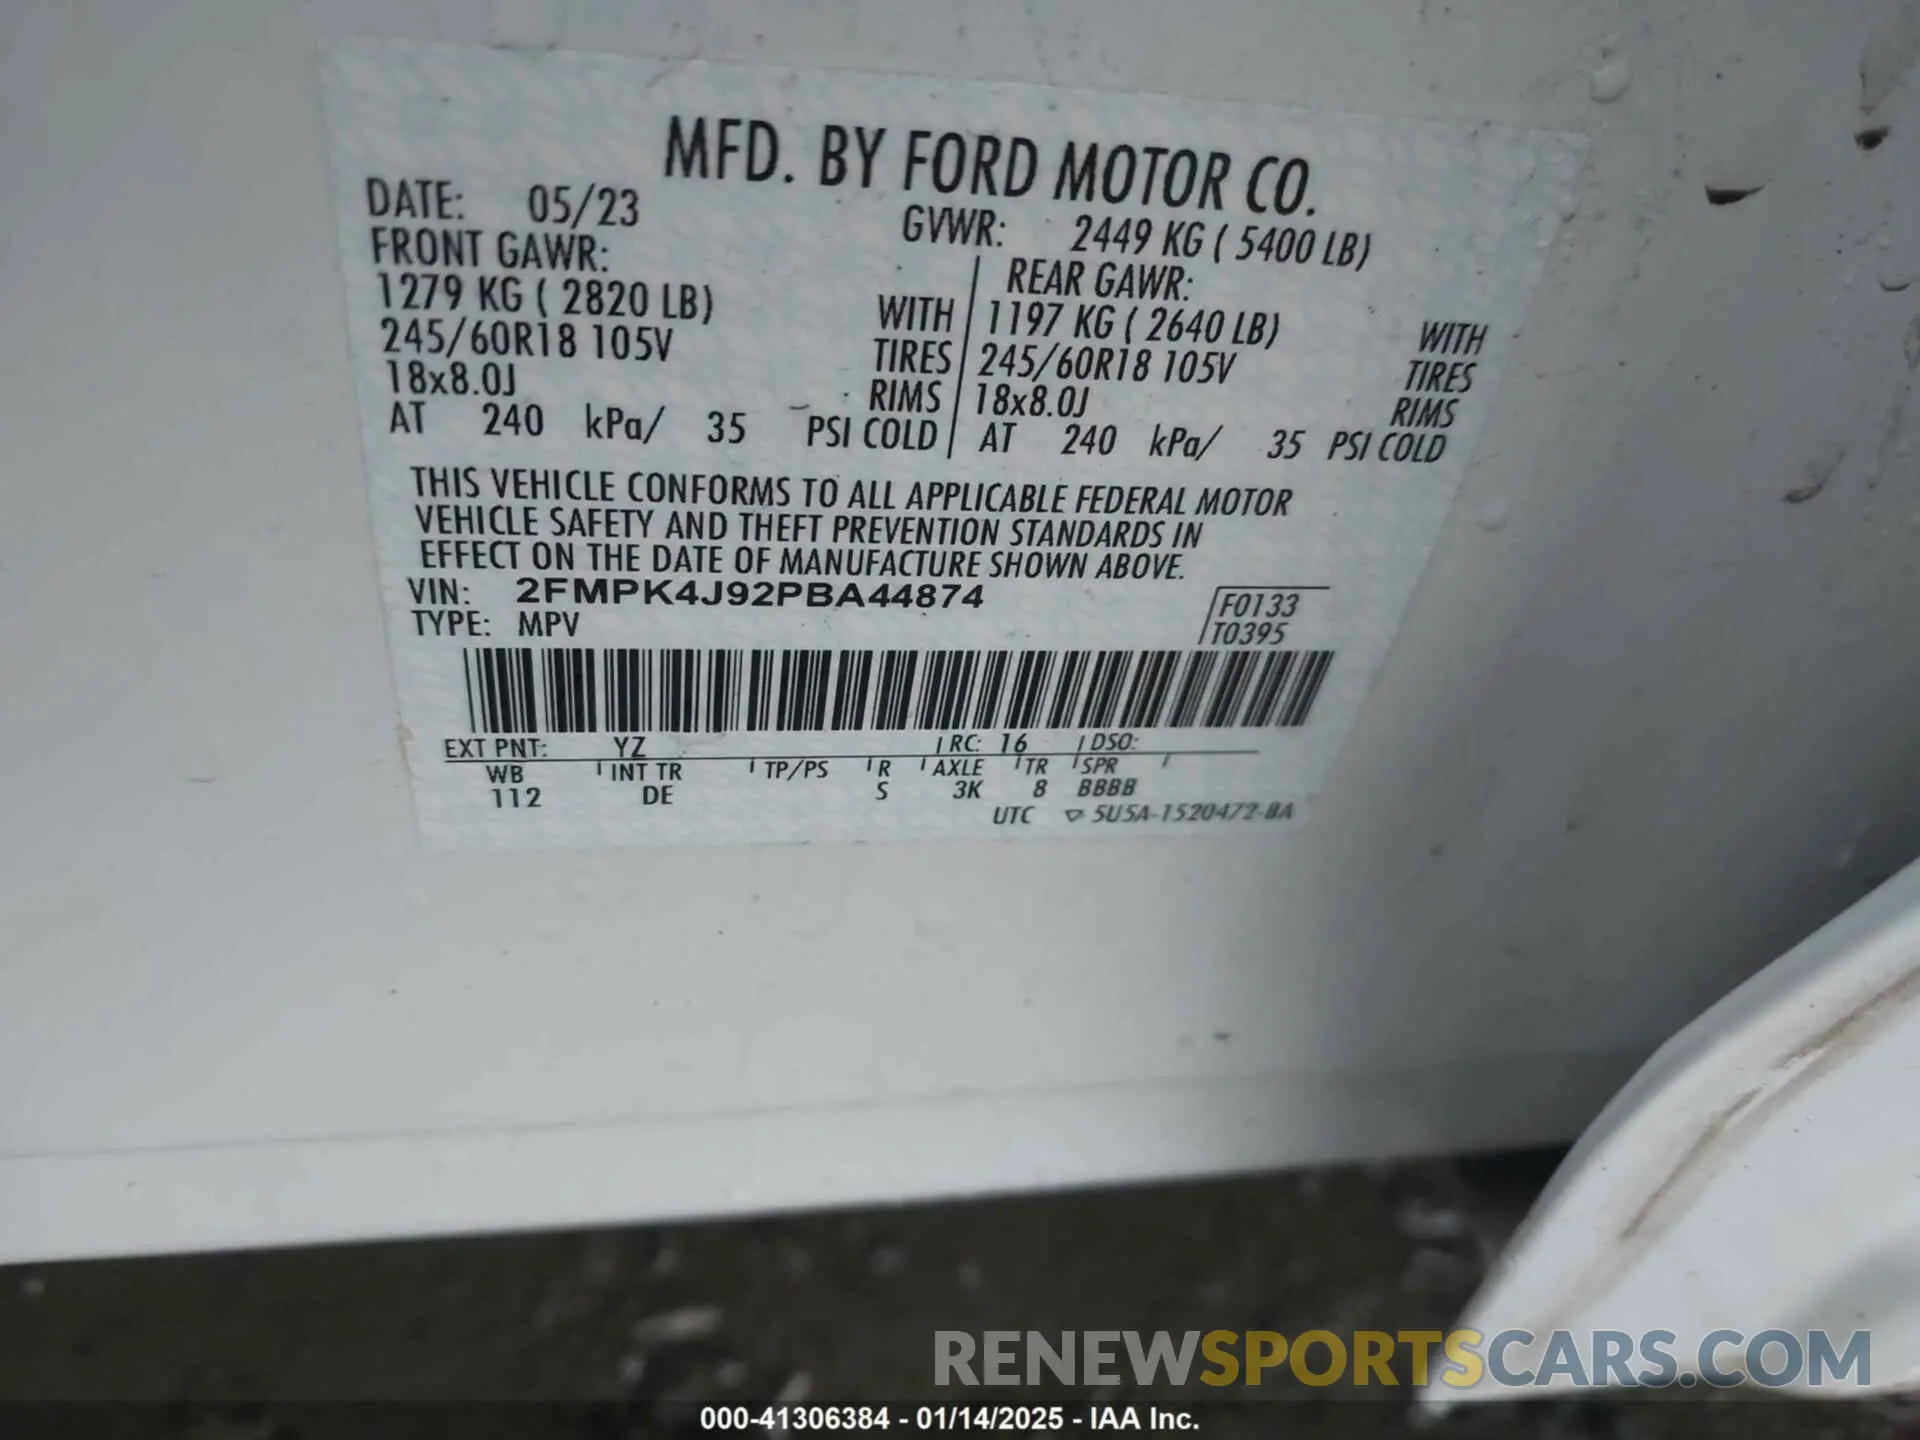 MFD. BY FORD MOTOR CO.
DATE: 05/23 GVWR: 2449 KG ( 5400 LB)
FRONT GAWR: REAR GAWR:
1279 KG ( 2820 LB) WITH 1197 KG ( 2640 LB) WITH
245/60R18 105V TIRES 245/60R18 105V TIRES
18x8.0J RIMS 18x8.0J RIMS
AT 240 kPa/ 35 PSI COLD AT 240 kPa/ 35 PSI COLD
THIS VEHICLE CONFORMS TO ALL APPLICABLE FEDERAL MOTOR
VEHICLE SAFETY AND THEFT PREVENTION STANDARDS IN
EFFECT ON THE DATE OF MANUFACTURE SHOWN ABOVE.
VIN: 2FMPK4J92PBA44874 F0133
TYPE: MPV T0395
EXT PNT: YZ RC: 16 DSO:
WB INT TR TP/PS R AXLE TR SPR
112 DE S 3K 8 BBBB
UTC ▽ 5U5A-1520472-BA
RENEWSPORTSCARS.COM
000-41306384 - 01/14/2025 - IAA Inc.